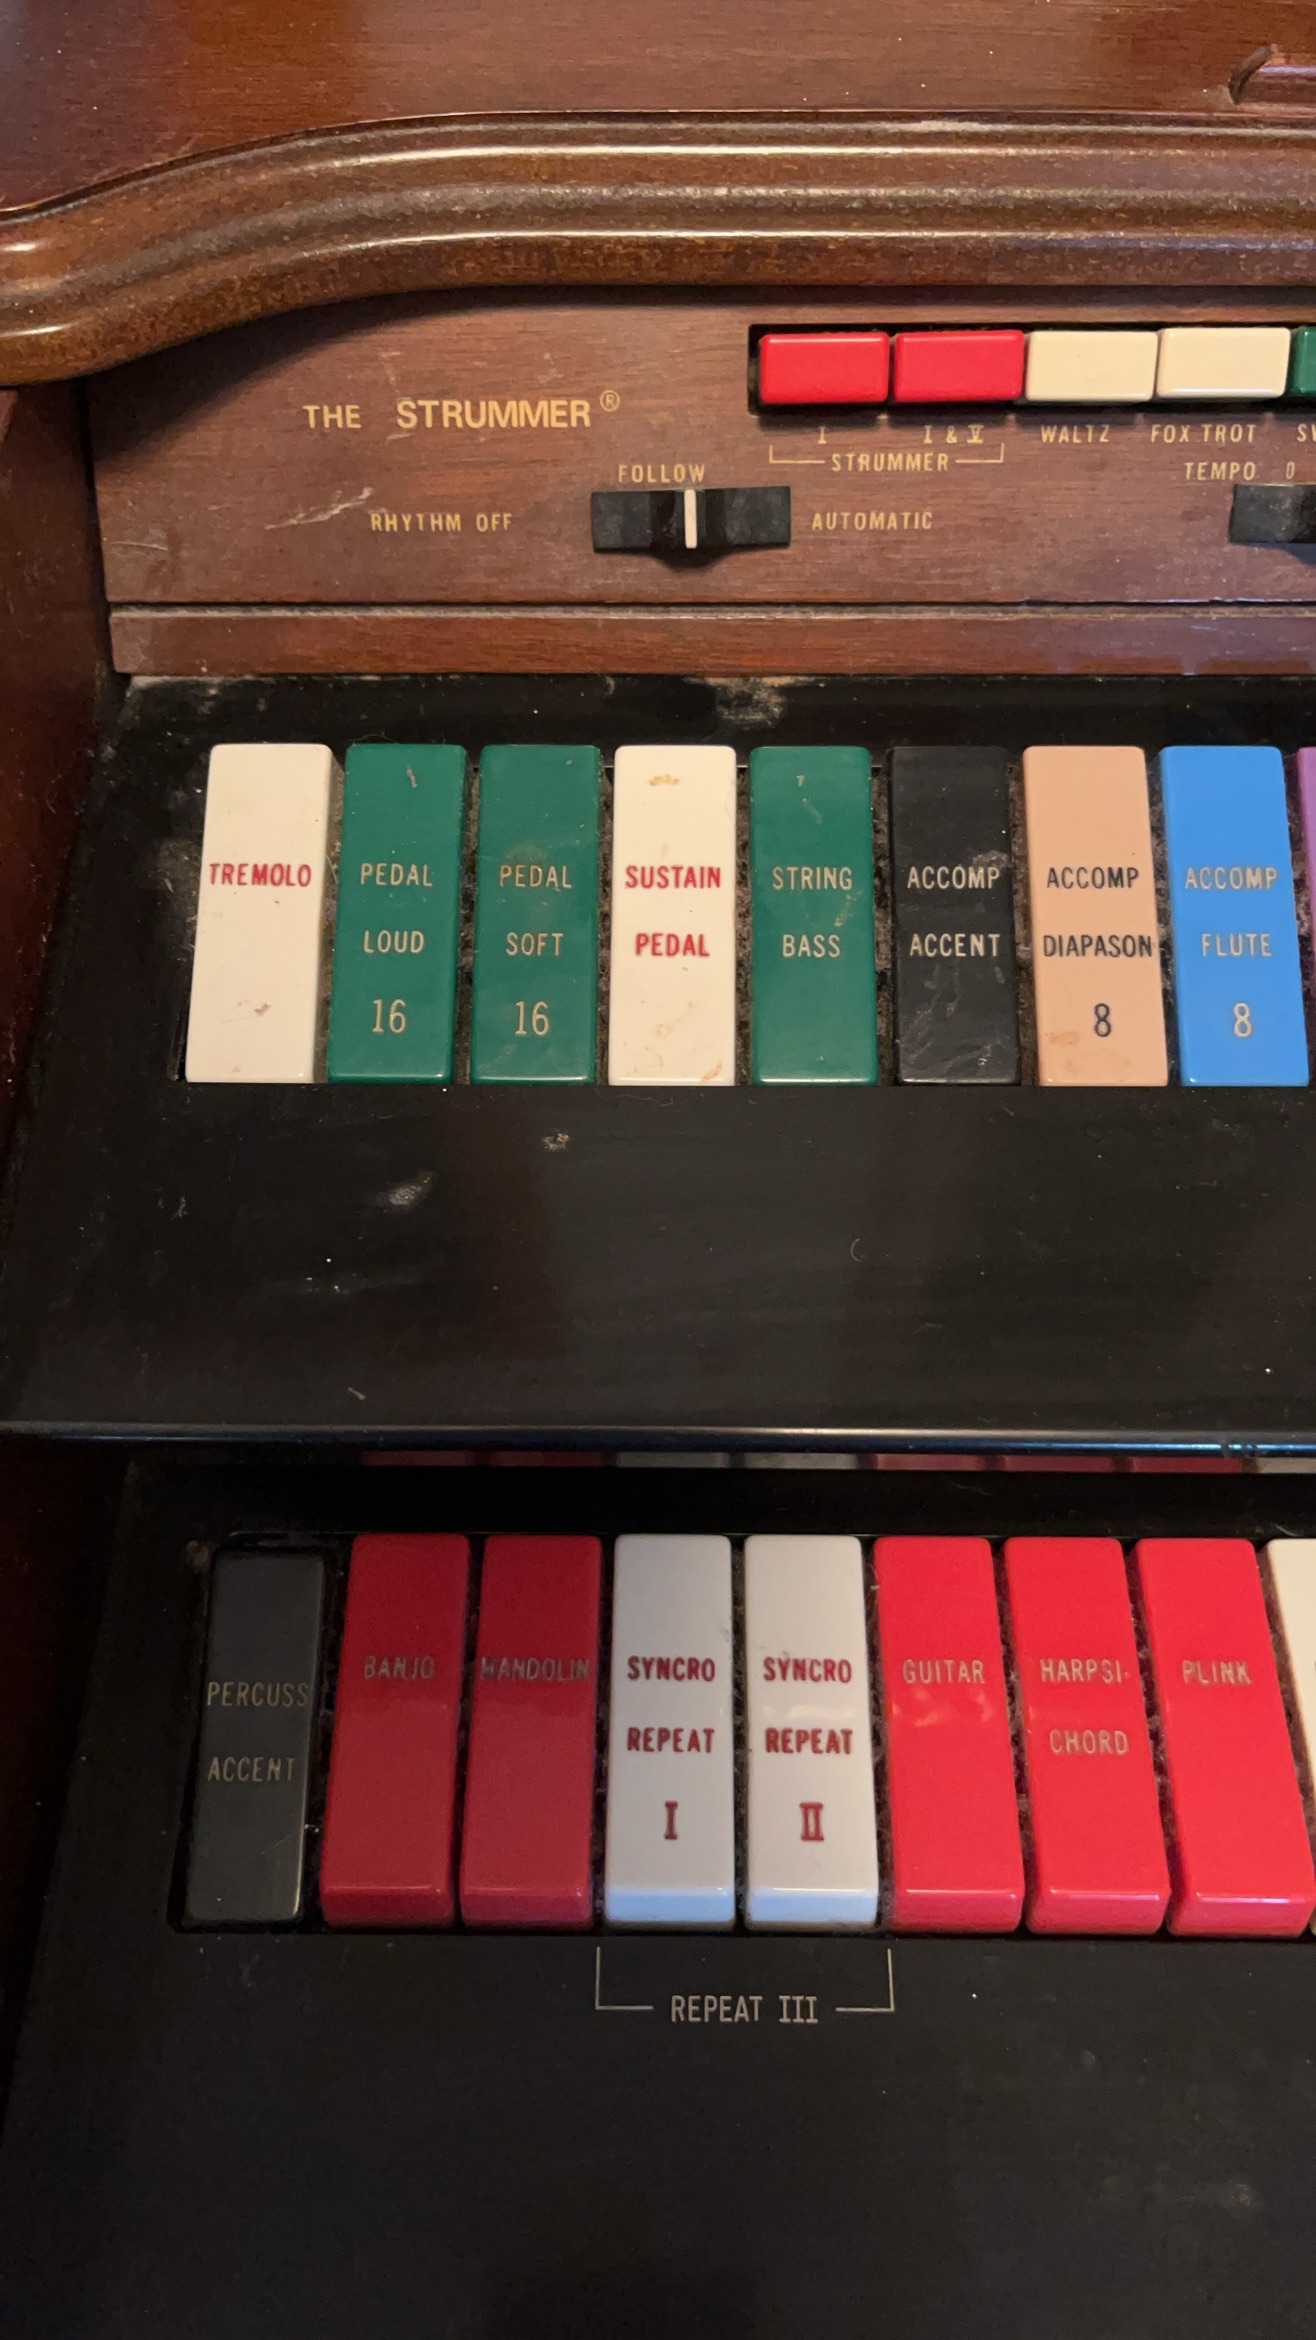 THE STRUMMER®
I I & V WALTZ FOX TROT
STRUMMER
TEMPO 0
FOLLOW
RHYTHM OFF AUTOMATIC
TREMOLO
PEDAL
LOUD
16
PEDAL
SOFT
16
SUSTAIN
PEDAL
STRING
BASS
ACCOMP
ACCENT
ACCOMP
DIAPASON
8
ACCOMP
FLUTE
8
PERCUSS
ACCENT
BANJO
MANDOLIN
SYNCRO
REPEAT
I
SYNCRO
REPEAT
II
GUITAR
HARPSI-
CHORD
PLINK
REPEAT III